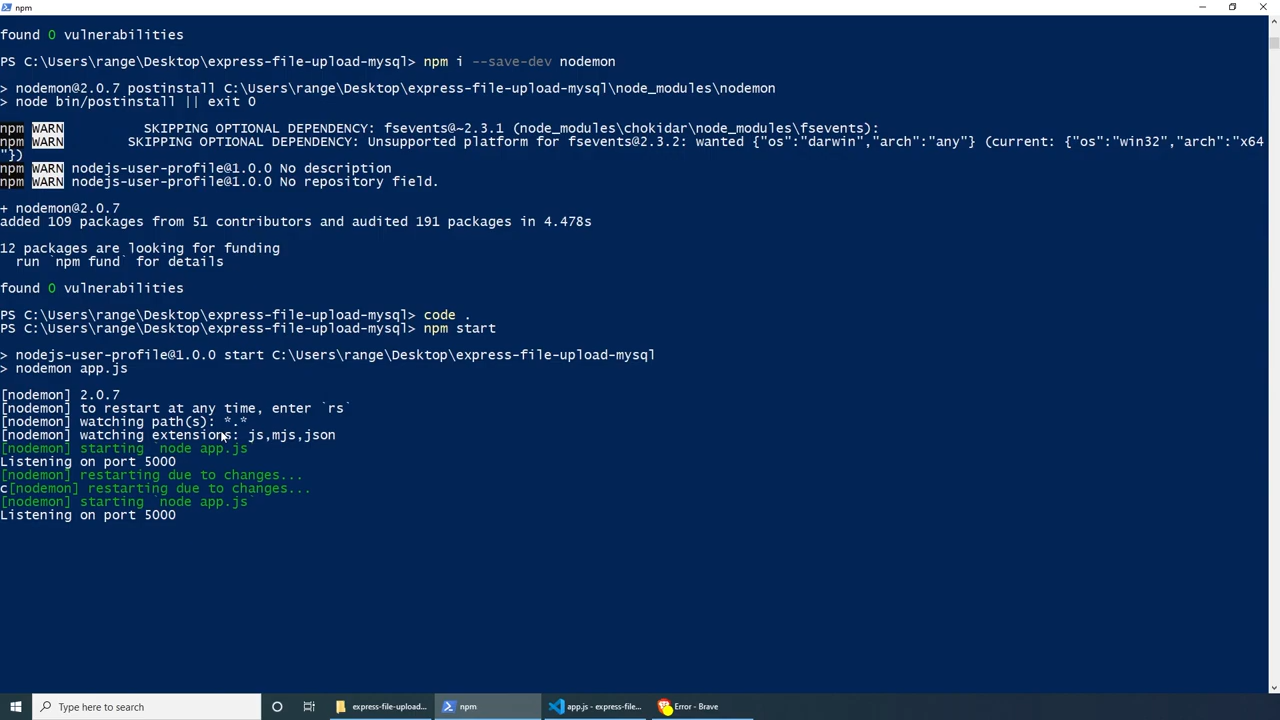 npm
found 0 vulnerabilities
PS C:\Users\range\Desktop\express-file-upload-mysql> npm i --save-dev nodemon
> nodemon@2.0.7 postinstall C:\Users\range\Desktop\express-file-upload-mysql\node_modules\nodemon
> node bin/postinstall || exit 0
npm WARN SKIPPING OPTIONAL DEPENDENCY: fsevents@~2.3.1 (node_modules\chokidar\node_modules\fsevents):
npm WARN SKIPPING OPTIONAL DEPENDENCY: Unsupported platform for fsevents@2.3.2: wanted {"os":"darwin","arch":"any"} (current: {"os":"win32","arch":"x64
"})
npm WARN nodejs-user-profile@1.0.0 No description
npm WARN nodejs-user-profile@1.0.0 No repository field.
+ nodemon@2.0.7
added 109 packages from 51 contributors and audited 191 packages in 4.478s
12 packages are looking for funding
run `npm fund` for details
found 0 vulnerabilities
PS C:\Users\range\Desktop\express-file-upload-mysql> code .
PS C:\Users\range\Desktop\express-file-upload-mysql> npm start
> nodejs-user-profile@1.0.0 start C:\Users\range\Desktop\express-file-upload-mysql
> nodemon app.js
[nodemon] 2.0.7
[nodemon] to restart at any time, enter `rs`
[nodemon] watching path(s): *.*
[nodemon] watching extensions: js,mjs,json
[nodemon] starting `node app.js`
Listening on port 5000
[nodemon] restarting due to changes...
c[nodemon] restarting due to changes...
[nodemon] starting `node app.js`
Listening on port 5000
Type here to search
express-file-upload...
npm
app.js - express-file...
Error - Brave